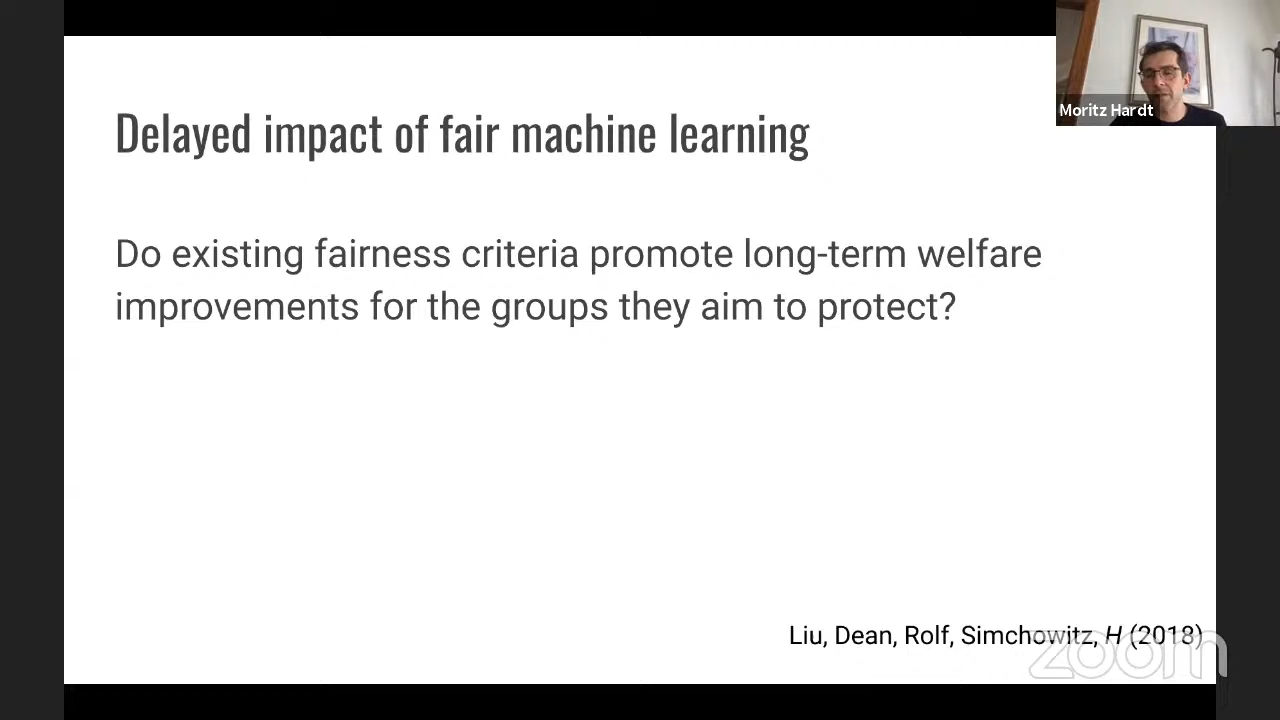 Moritz Hardt
Delayed impact of fair machine learning
Do existing fairness criteria promote long-term welfare
improvements for the groups they aim to protect?
Liu, Dean, Rolf, Simchowitz, H (2018)
zoom